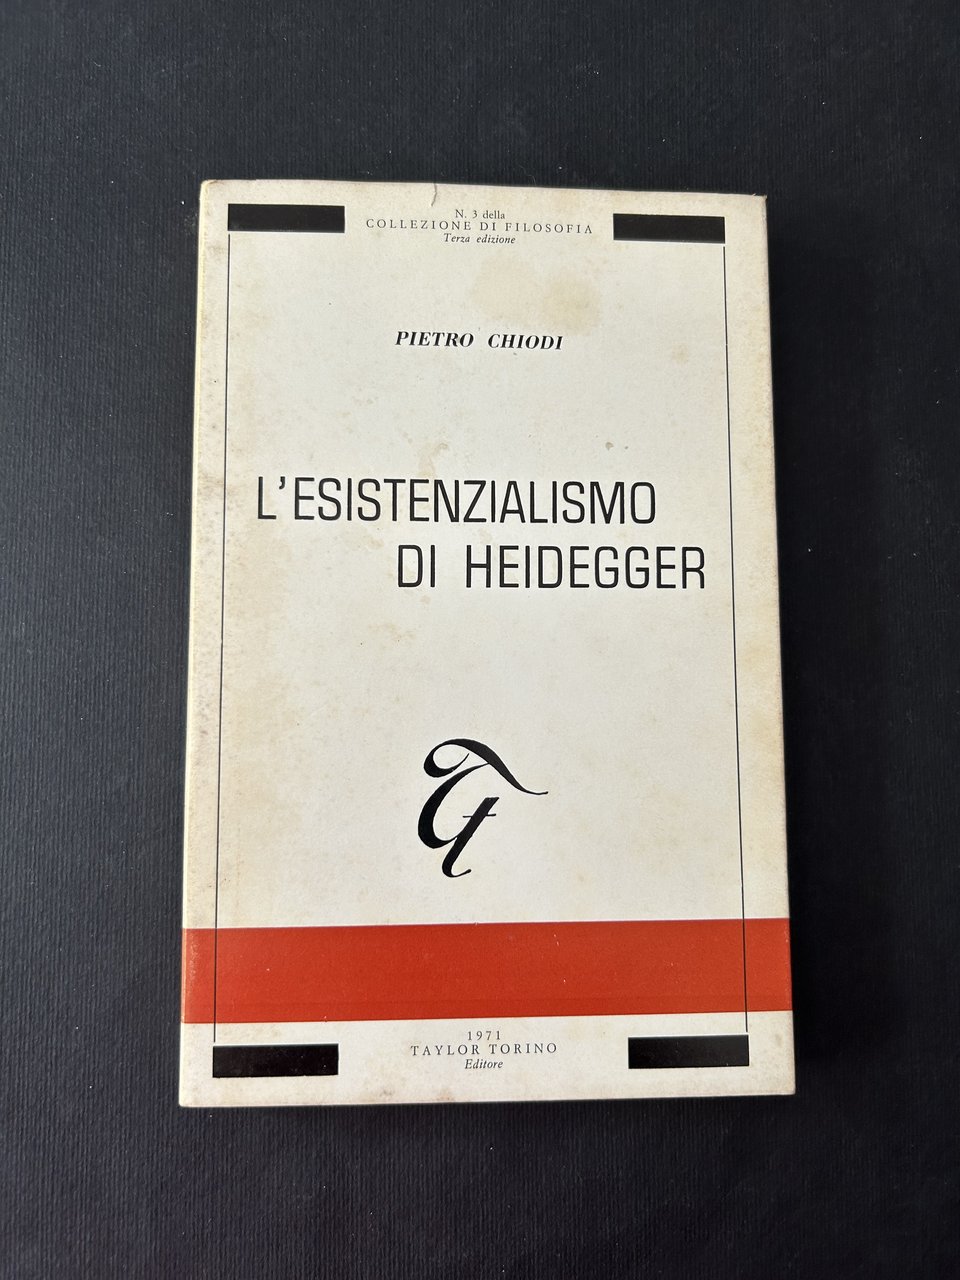 N. 3 della
COLLEZIONE DI FILOSOFIA
Terza edizione
PIETRO CHIODI
L'ESISTENZIALISMO
DI HEIDEGGER
1971
TAYLOR TORINO
Editore